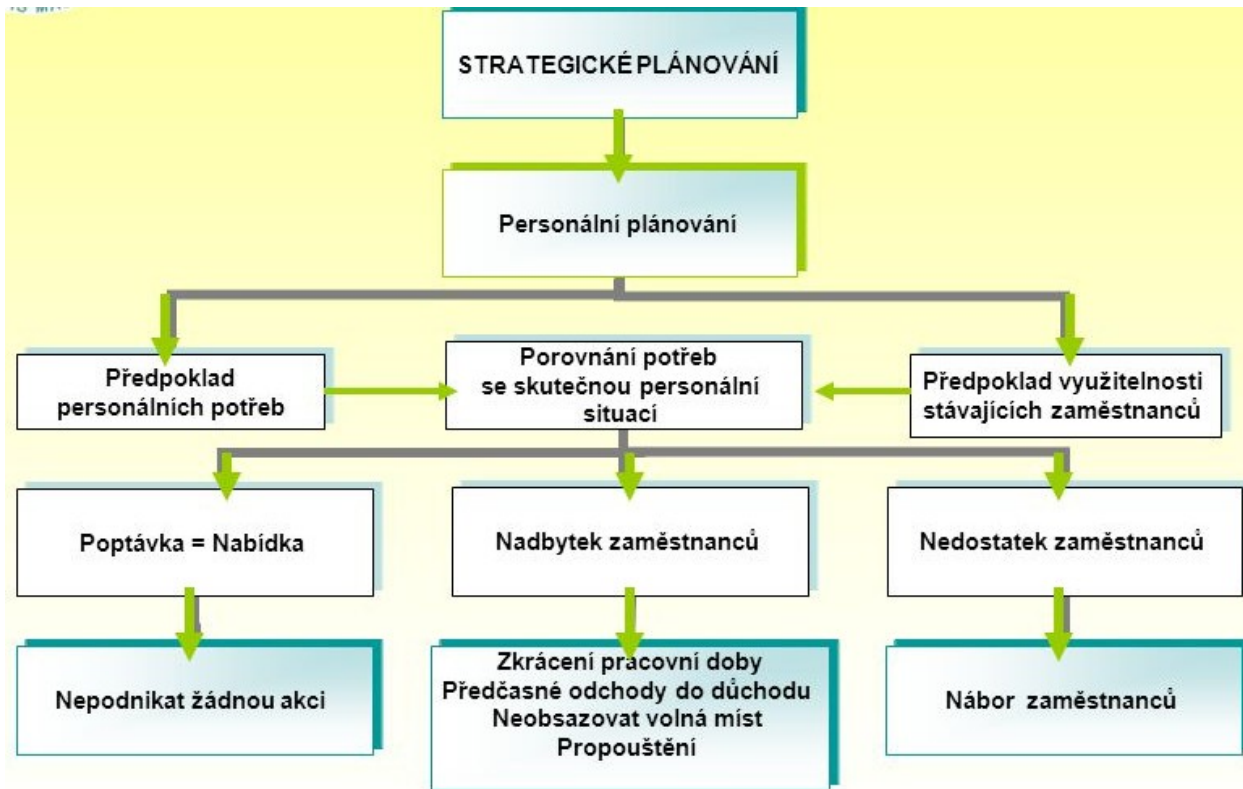 STRATEGICKÉ PLÁNOVÁNÍ
Personální plánování
Předpoklad
personálních potřeb
Porovnání potřeb
se skutečnou personální
situací
Předpoklad využitelnosti
stávajících zaměstnanců
Poptávka = Nabídka
Nadbytek zaměstnanců
Nedostatek zaměstnanců
Nepodnikat žádnou akci
Zkrácení pracovní doby
Předčasné odchody do důchodu
Neobsazovat volná míst
Propouštění
Nábor zaměstnanců